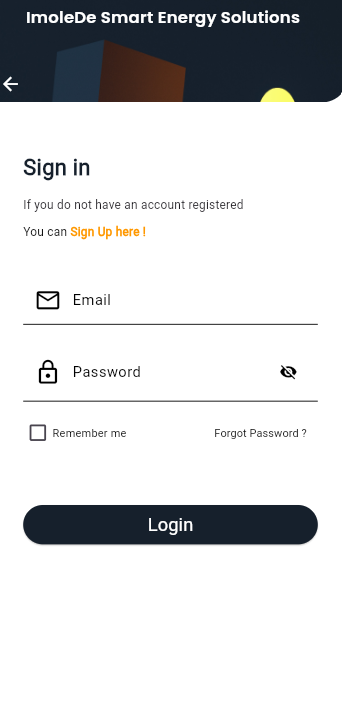 ImoleDe Smart Energy Solutions
Sign in
If you do not have an account registered
You can Sign Up here !
Email
Password
Remember me
Forgot Password ?
Login